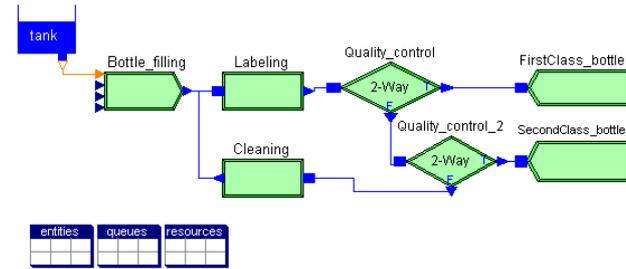 tank
Bottle_filling
Labeling
Quality_control
2-Way
T
F
FirstClass_bottle
Quality_control_2
2-Way
T
F
SecondClass_bottle
Cleaning
entities
queues
resources